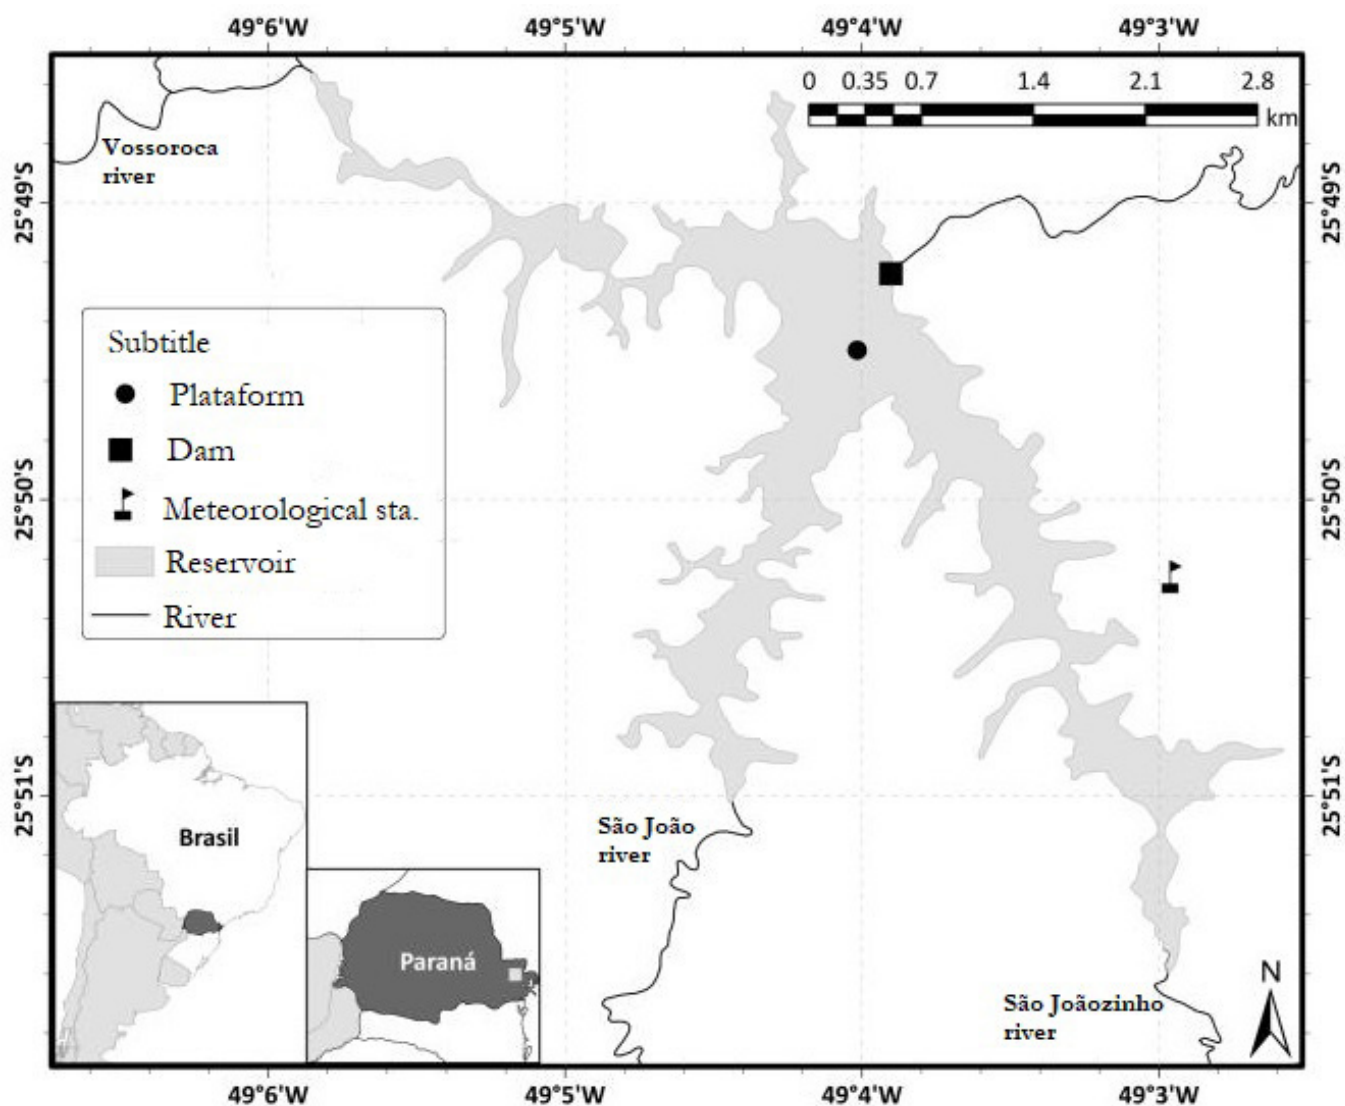 49°6'W 49°5'W 49°4'W 49°3'W
0 0.35 0.7 1.4 2.1 2.8
km
Vossoroca
river
25°49'S
25°49'S
Subtitle
Plataform
Dam
Meteorological sta.
Reservoir
River
25°50'S
25°50'S
25°51'S
25°51'S
São João
river
Brasil
Paraná
São Joãozinho
river
N
49°6'W 49°5'W 49°4'W 49°3'W